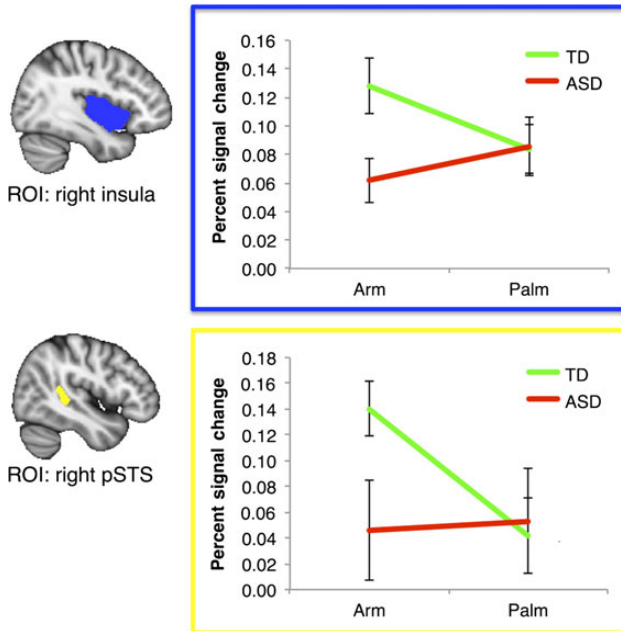 ROI: right insula
Percent signal change
0.16
0.14
0.12
0.10
0.08
0.06
0.04
0.02
0.00
TD
ASD
Arm
Palm
ROI: right pSTS
Percent signal change
0.18
0.16
0.14
0.12
0.10
0.08
0.06
0.04
0.02
0.00
TD
ASD
Arm
Palm